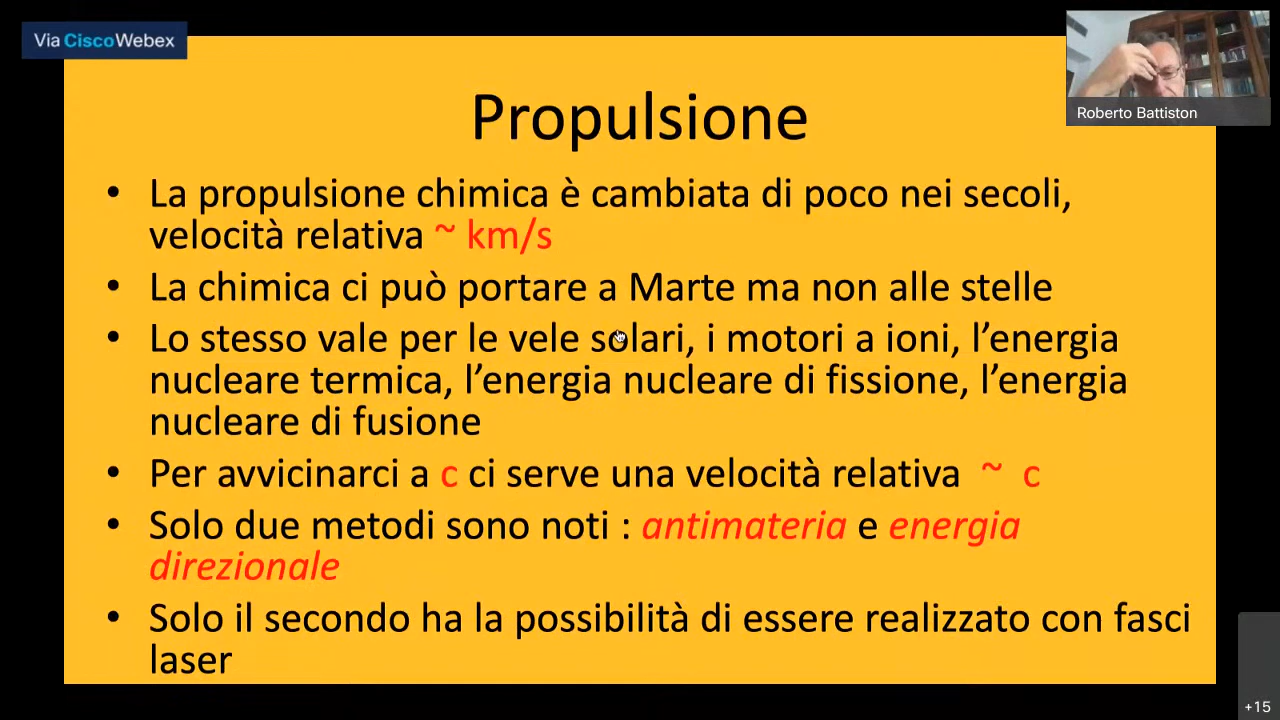 Via Cisco Webex
Roberto Battiston
Propulsione
• La propulsione chimica è cambiata di poco nei secoli,
velocità relativa ~ km/s
• La chimica ci può portare a Marte ma non alle stelle
• Lo stesso vale per le vele solari, i motori a ioni, l’energia
nucleare termica, l’energia nucleare di fissione, l’energia
nucleare di fusione
• Per avvicinarci a c ci serve una velocità relativa ~ c
• Solo due metodi sono noti : antimateria e energia
direzionale
• Solo il secondo ha la possibilità di essere realizzato con fasci
laser
+15